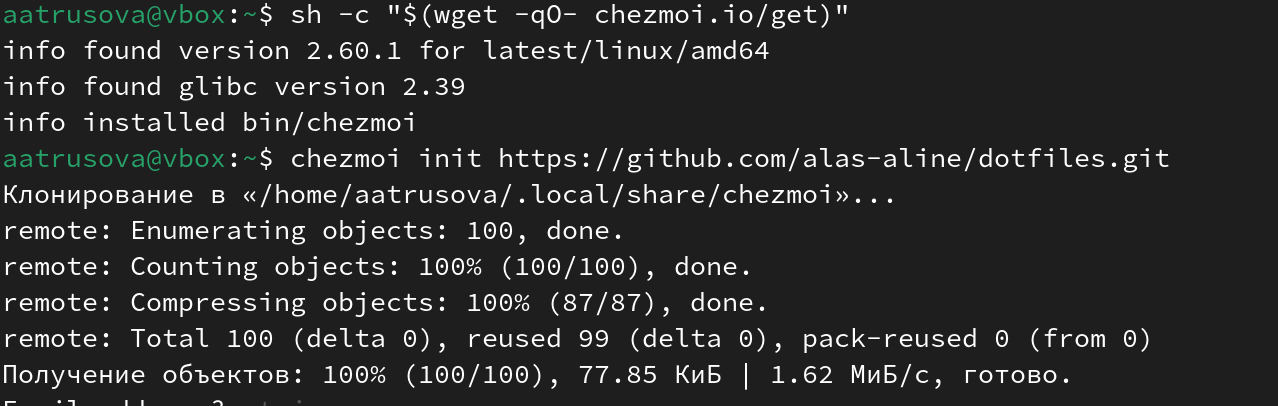 aatrusova@vbox:~$ sh -c "$(wget -qO- chezmoi.io/get)"
info found version 2.60.1 for latest/linux/amd64
info found glibc version 2.39
info installed bin/chezmoi
aatrusova@vbox:~$ chezmoi init https://github.com/alas-aline/dotfiles.git
Клонирование в «/home/aatrusova/.local/share/chezmoi»...
remote: Enumerating objects: 100, done.
remote: Counting objects: 100% (100/100), done.
remote: Compressing objects: 100% (87/87), done.
remote: Total 100 (delta 0), reused 99 (delta 0), pack-reused 0 (from 0)
Получение объектов: 100% (100/100), 77.85 КиБ | 1.62 МиБ/с, готово.